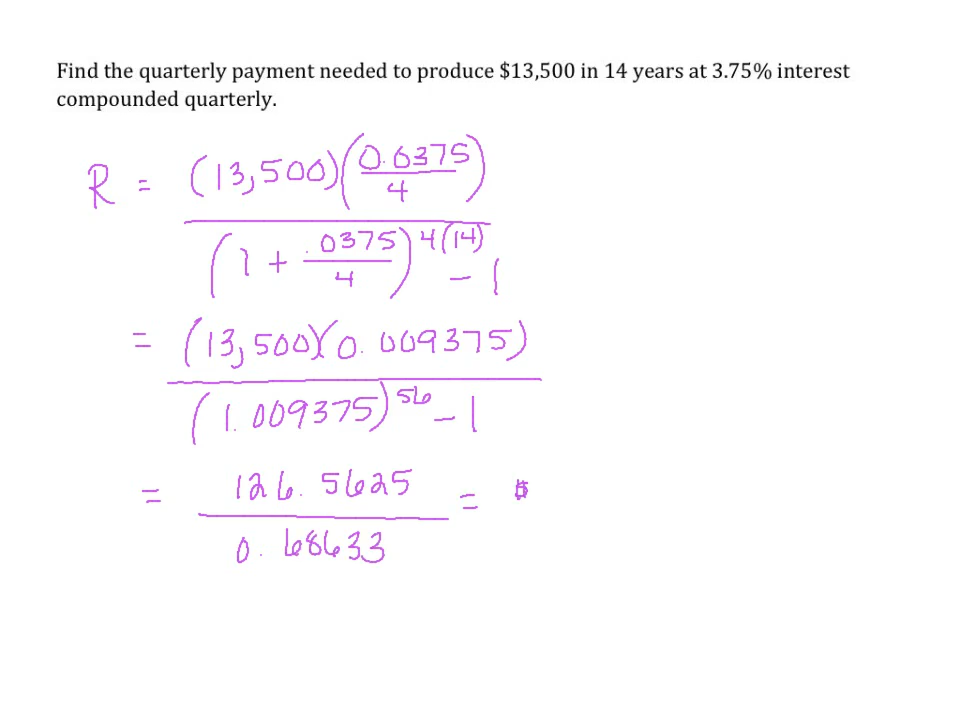 Find the quarterly payment needed to produce $13,500 in 14 years at 3.75% interest
compounded quarterly.
R = (13,500)(0.0375/4) / (1 + .0375/4)^4(14) - 1
= (13,500)(0.009375) / (1.009375)^56 - 1
= 126.5625 / 0.68633 = $